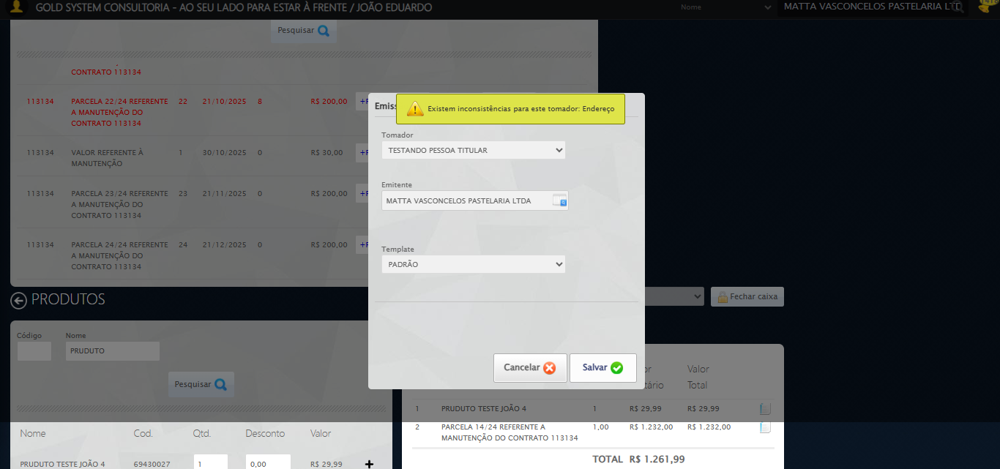 GOLD SYSTEM CONSULTORIA - AO SEU LADO PARA ESTAR À FRENTE / JOÃO EDUARDO
Nome
MATTA VASCONCELOS PASTELARIA LTD
Pesquisar
CONTRATO 113134
113134 PARCELA 22/24 REFERENTE 22 21/10/2025 8 R$ 200,00
A MANUTENÇÃO DO
CONTRATO 113134
113134 VALOR REFERENTE À 1 30/10/2025 0 R$ 30,00
MANUTENÇÃO
113134 PARCELA 23/24 REFERENTE 23 21/11/2025 0 R$ 200,00
A MANUTENÇÃO DO
CONTRATO 113134
113134 PARCELA 24/24 REFERENTE 24 21/12/2025 0 R$ 200,00
A MANUTENÇÃO DO
CONTRATO 113134
Emiss
Existem inconsistências para este tomador: Endereço
Tomador
TESTANDO PESSOA TITULAR
Emitente
MATTA VASCONCELOS PASTELARIA LTDA
Template
PADRÃO
Cancelar
Salvar
Fechar caixa
PRODUTOS
Código Nome
PRUDUTO
Pesquisar
Nome Cod. Qtd. Desconto Valor
PRUDUTO TESTE JOÃO 4 69430027 1 0,00 R$ 29,99
or Valor
tário Total
1 PRUDUTO TESTE JOÃO 4 1 R$ 29,99 R$ 29,99
2 PARCELA 14/24 REFERENTE A 1,00 R$ 1.232,00 R$ 1.232,00
MANUTENÇÃO DO CONTRATO 113134
TOTAL R$ 1.261,99